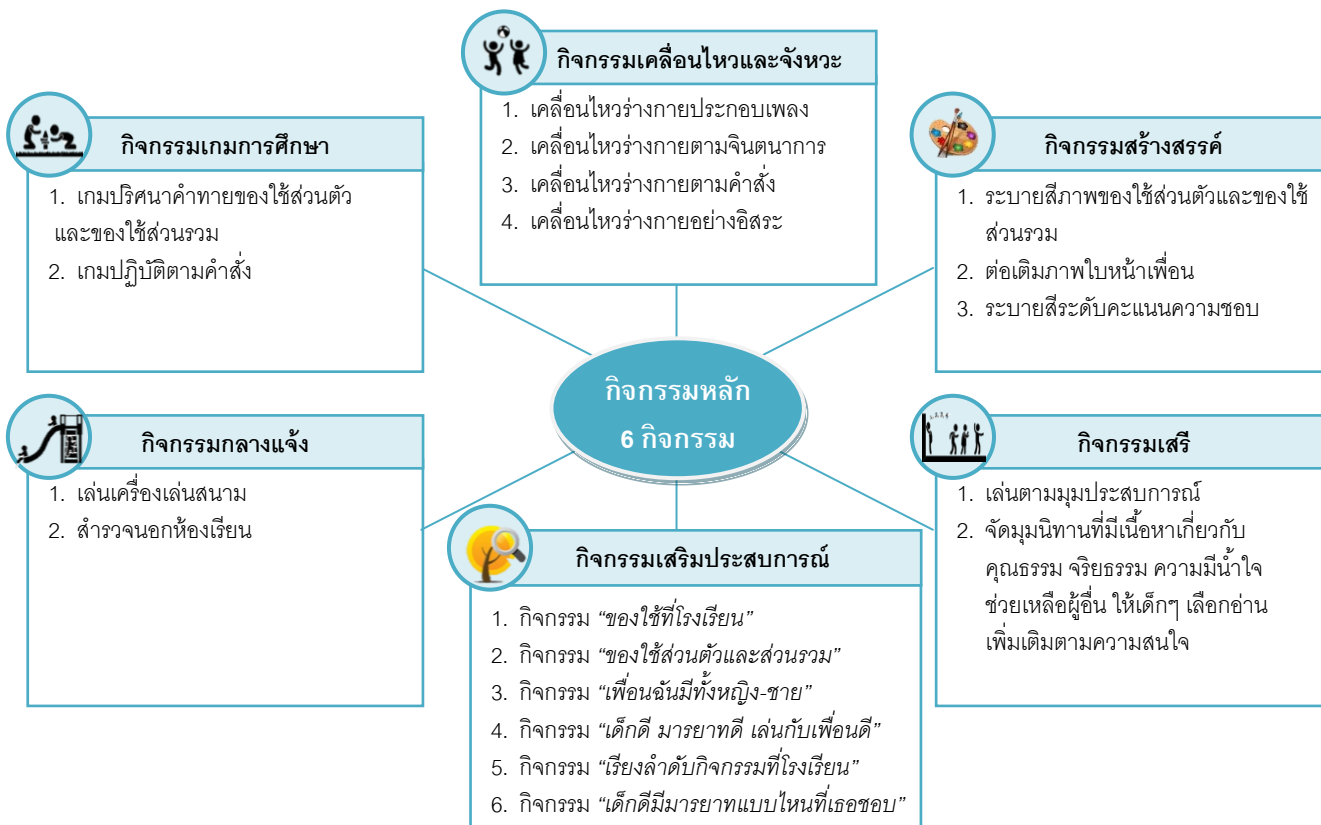 กิจกรรมเคลื่อนไหวและจังหวะ
1. เคลื่อนไหวร่างกายประกอบเพลง
2. เคลื่อนไหวร่างกายตามจินตนาการ
3. เคลื่อนไหวร่างกายตามคำสั่ง
4. เคลื่อนไหวร่างกายอย่างอิสระ
กิจกรรมเกมการศึกษา
1. เกมปริศนาคำทายของใช้ส่วนตัว
และของใช้ส่วนรวม
2. เกมปฏิบัติตามคำสั่ง
กิจกรรมสร้างสรรค์
1. ระบายสีภาพของใช้ส่วนตัวและของใช้
ส่วนรวม
2. ต่อเติมภาพใบหน้าเพื่อน
3. ระบายสีระดับคะแนนความชอบ
กิจกรรมหลัก
6 กิจกรรม
กิจกรรมกลางแจ้ง
1. เล่นเครื่องเล่นสนาม
2. สำรวจนอกห้องเรียน
กิจกรรมเสรี
1. เล่นตามมุมประสบการณ์
2. จัดมุมนิทานที่มีเนื้อหาเกี่ยวกับ
คุณธรรม จริยธรรม ความมีน้ำใจ
ช่วยเหลือผู้อื่น ให้เด็กๆ เลือกอ่าน
เพิ่มเติมตามความสนใจ
กิจกรรมเสริมประสบการณ์
1. กิจกรรม “ของใช้ที่โรงเรียน”
2. กิจกรรม “ของใช้ส่วนตัวและส่วนรวม”
3. กิจกรรม “เพื่อนฉันมีทั้งหญิง-ชาย”
4. กิจกรรม “เด็กดี มารยาทดี เล่นกับเพื่อนดี”
5. กิจกรรม “เรียงลำดับกิจกรรมที่โรงเรียน”
6. กิจกรรม “เด็กดีมีมารยาทแบบไหนที่เธอชอบ”